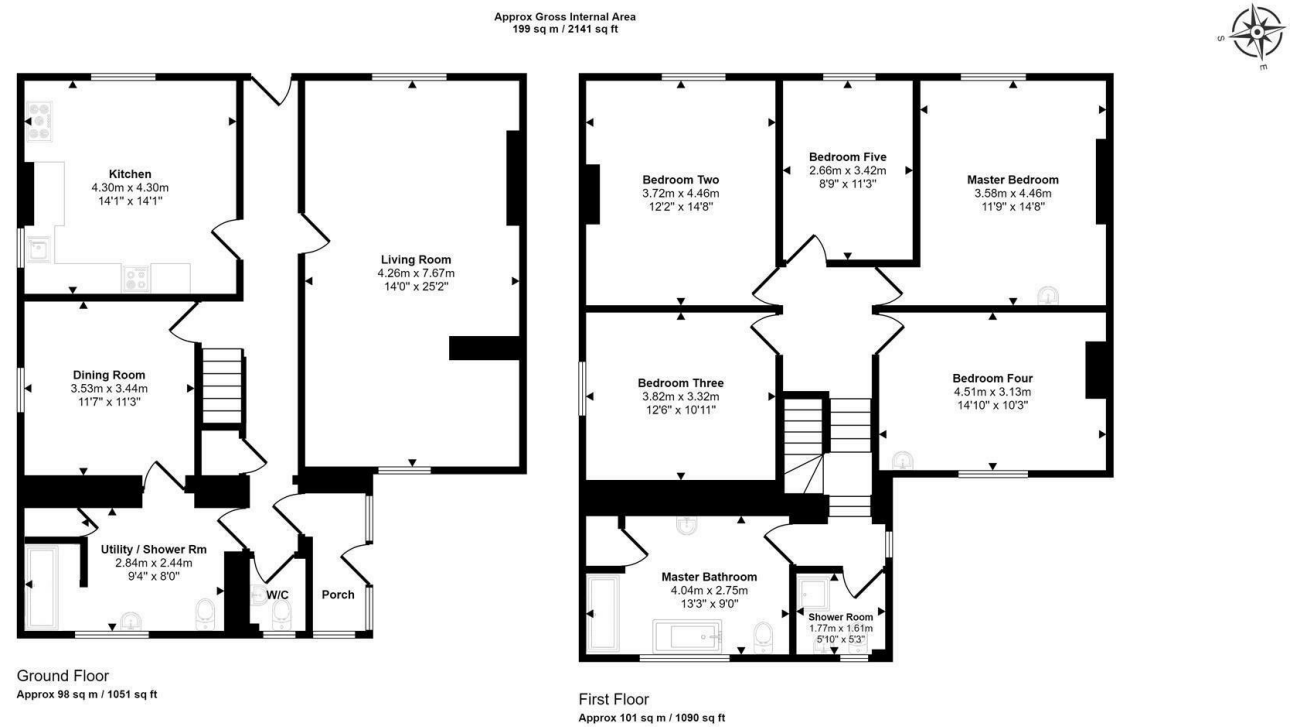 Approx Gross Internal Area
199 sq m / 2141 sq ft
S
E
Kitchen
4.30m x 4.30m
14'1" x 14'1"
Living Room
4.26m x 7.67m
14'0" x 25'2"
Dining Room
3.53m x 3.44m
11'7" x 11'3"
Utility / Shower Rm
2.84m x 2.44m
9'4" x 8'0"
W/C
Porch
Ground Floor
Approx 98 sq m / 1051 sq ft
Bedroom Two
3.72m x 4.46m
12'2" x 14'8"
Bedroom Five
2.66m x 3.42m
8'9" x 11'3"
Master Bedroom
3.58m x 4.46m
11'9" x 14'8"
Bedroom Three
3.82m x 3.32m
12'6" x 10'11"
Bedroom Four
4.51m x 3.13m
14'10" x 10'3"
Master Bathroom
4.04m x 2.75m
13'3" x 9'0"
Shower Room
1.77m x 1.61m
5'10" x 5'3"
First Floor
Approx 101 sq m / 1090 sq ft